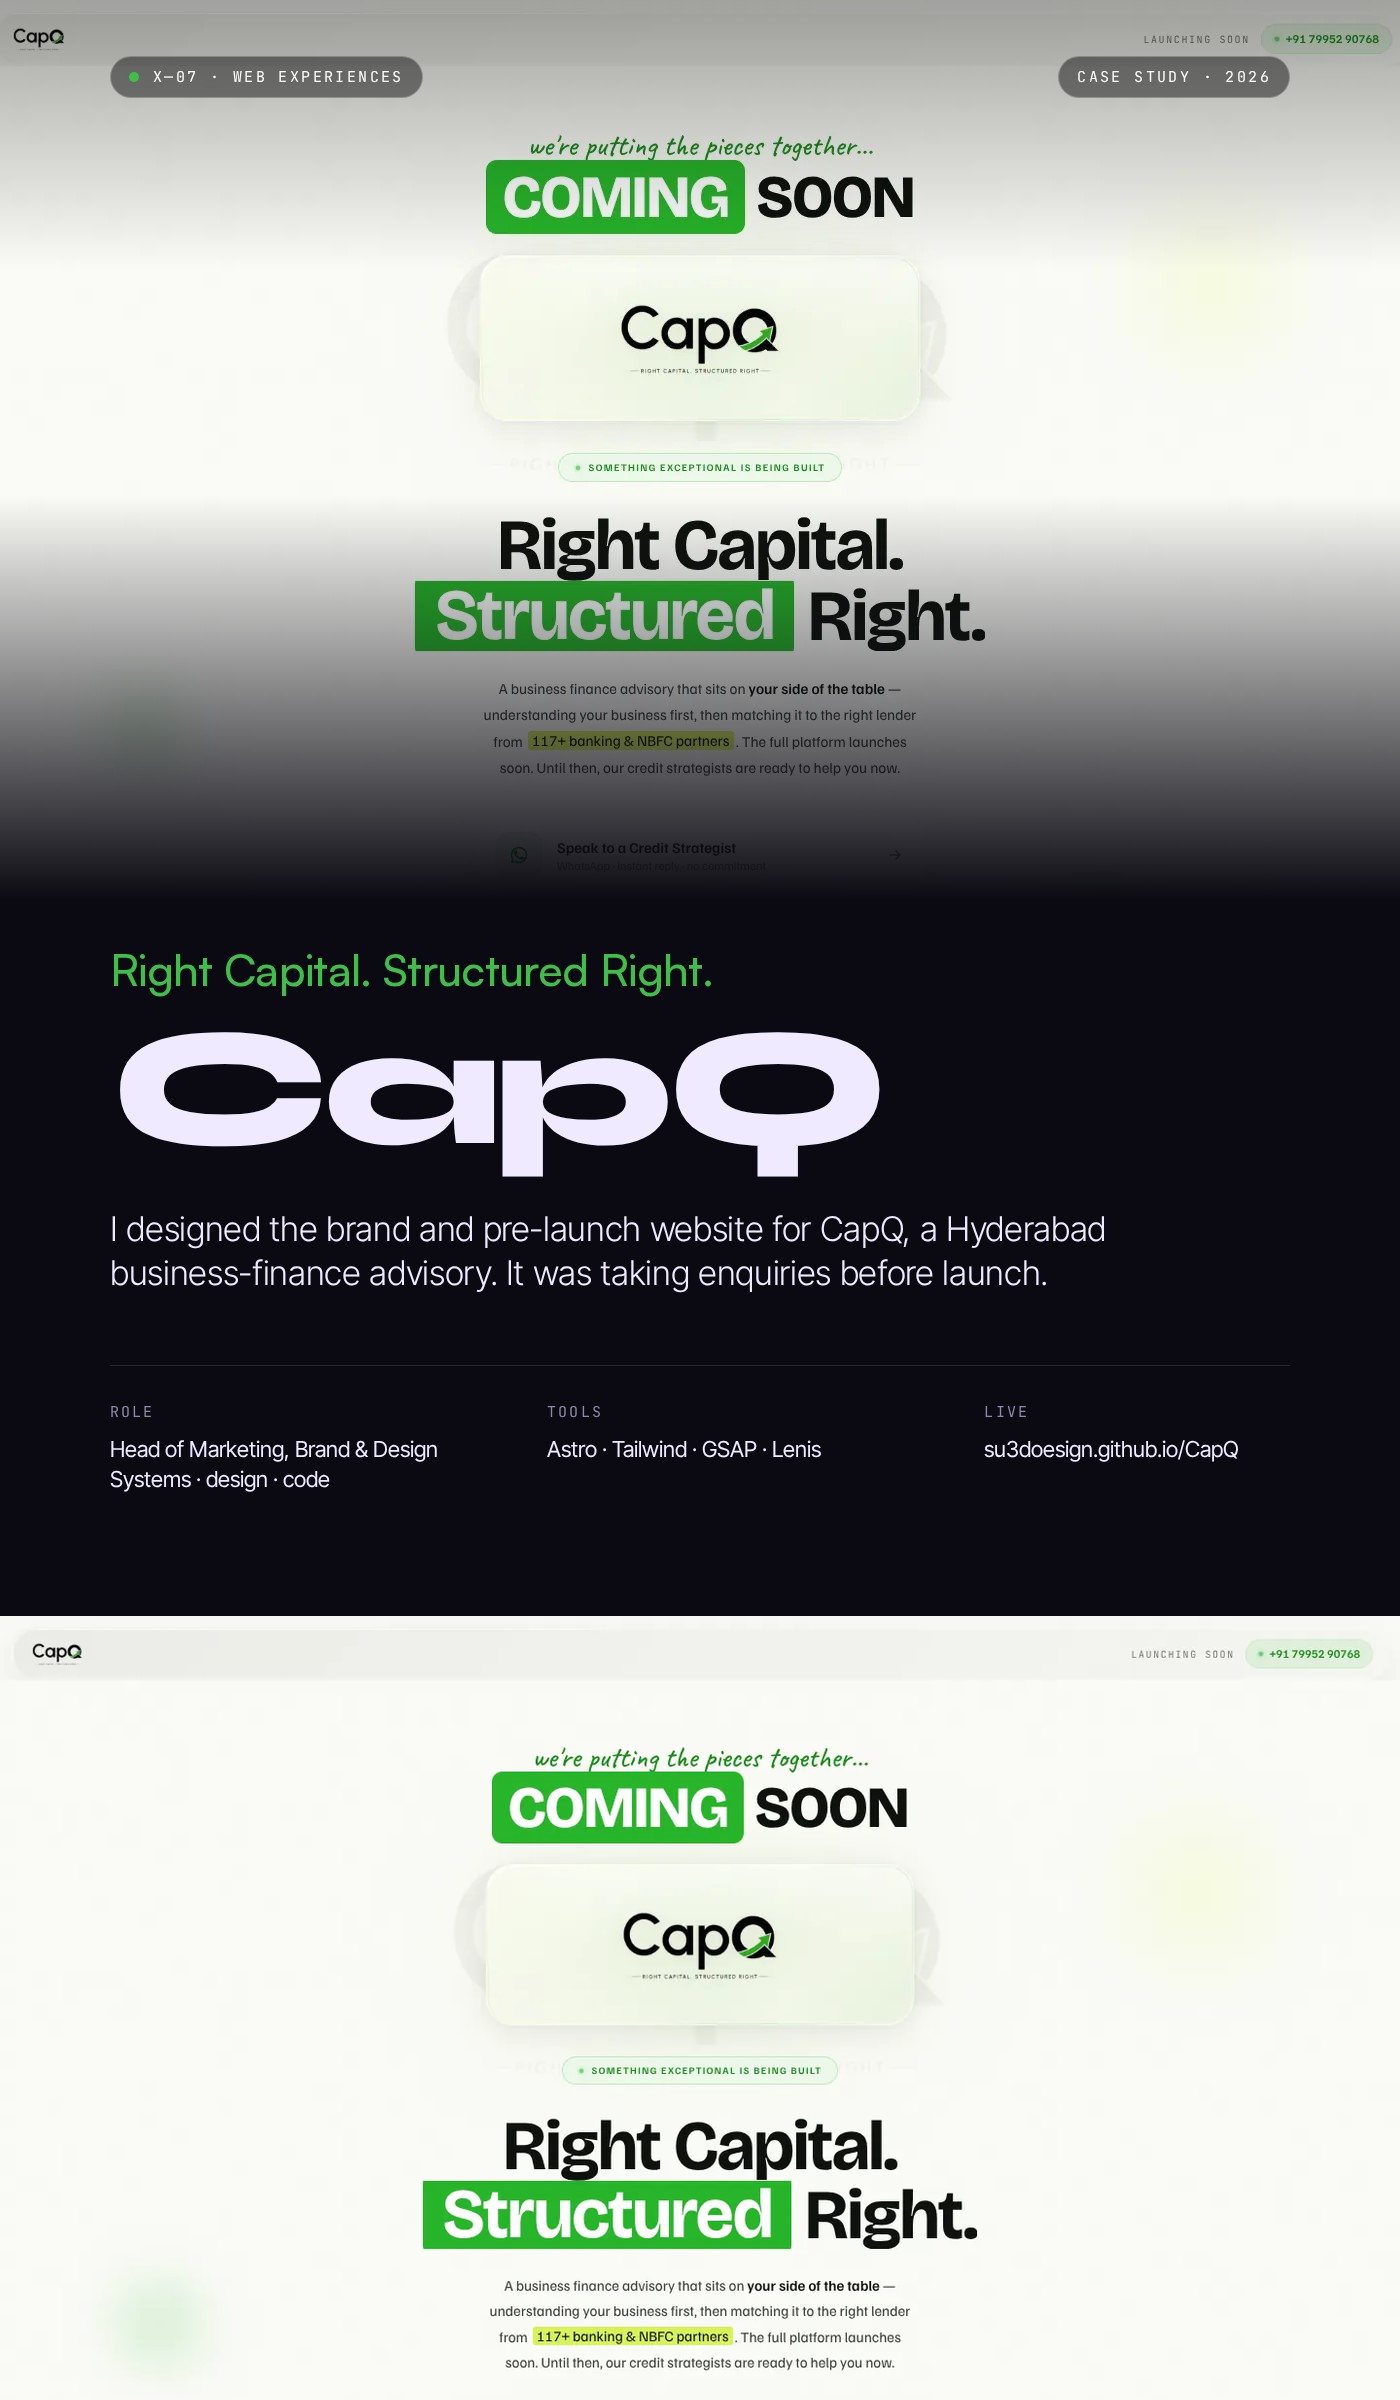 CapQ
LAUNCHING SOON
+91 79952 90768
X—07 · WEB EXPERIENCES
CASE STUDY · 2026
we're putting the pieces together...
COMING SOON
CapQ
RIGHT CAPITAL. STRUCTURED RIGHT
SOMETHING EXCEPTIONAL IS BEING BUILT
Right Capital.
Structured Right.
A business finance advisory that sits on your side of the table —
understanding your business first, then matching it to the right lender
from 117+ banking & NBFC partners. The full platform launches
soon. Until then, our credit strategists are ready to help you now.
Speak to a Credit Strategist
WhatsApp · Instant reply · no commitment
Right Capital. Structured Right.
CapQ
I designed the brand and pre-launch website for CapQ, a Hyderabad
business-finance advisory. It was taking enquiries before launch.
ROLE
Head of Marketing, Brand & Design
Systems · design · code
TOOLS
Astro · Tailwind · GSAP · Lenis
LIVE
su3doesign.github.io/CapQ
CapQ
LAUNCHING SOON
+91 79952 90768
we're putting the pieces together...
COMING SOON
CapQ
RIGHT CAPITAL. STRUCTURED RIGHT
SOMETHING EXCEPTIONAL IS BEING BUILT
Right Capital.
Structured Right.
A business finance advisory that sits on your side of the table —
understanding your business first, then matching it to the right lender
from 117+ banking & NBFC partners. The full platform launches
soon. Until then, our credit strategists are ready to help you now.